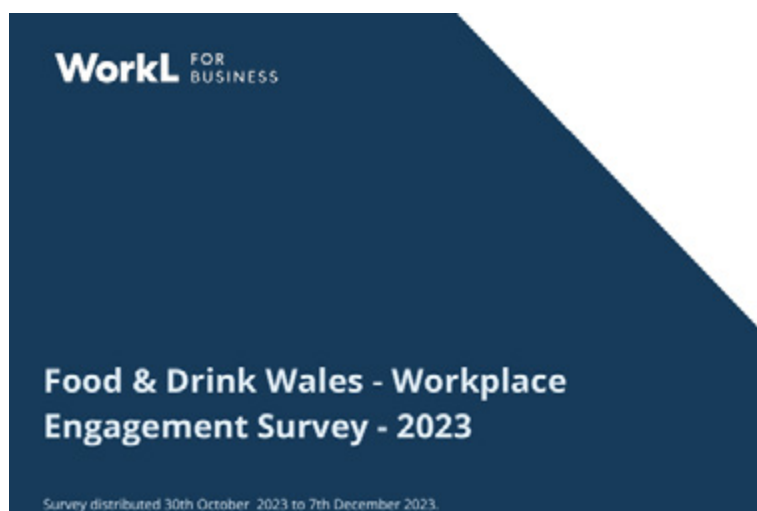 WorkL FOR BUSINESS
Food & Drink Wales - Workplace
Engagement Survey - 2023
Survey distributed 30th October 2023 to 7th December 2023.